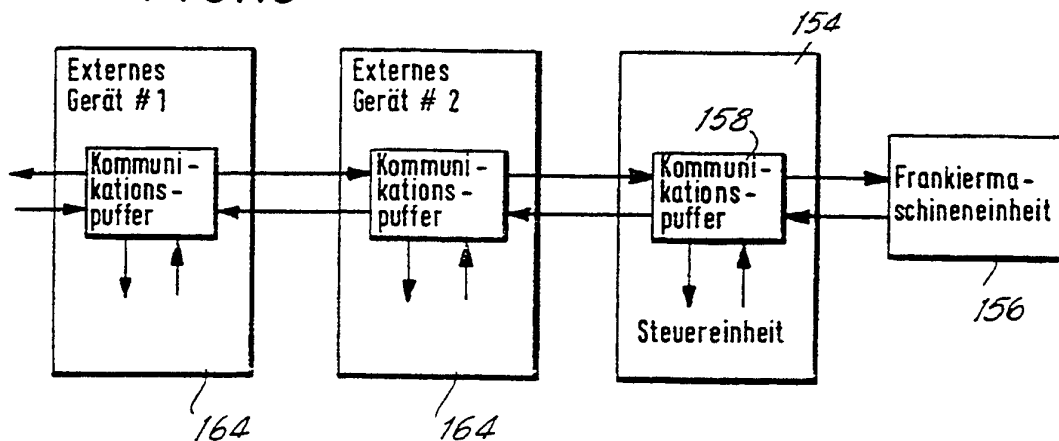 154
Externes
Gerät # 1
Externes
Gerät # 2
158
Kommuni-
kations-
puffer
Kommuni-
kations-
puffer
Kommuni-
kations-
puffer
Frankierma-
schineneinheit
Steuereinheit
156
164
164